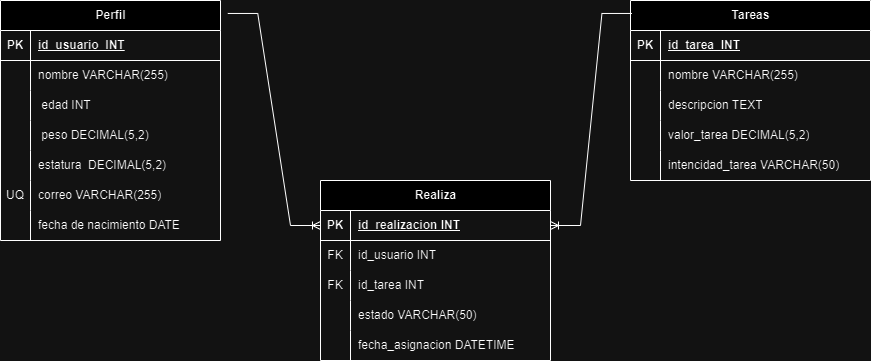 Perfil
PK id_usuario INT
nombre VARCHAR(255)
edad INT
peso DECIMAL(5,2)
estatura DECIMAL(5,2)
UQ correo VARCHAR(255)
fecha de nacimiento DATE
Tareas
PK id_tarea INT
nombre VARCHAR(255)
descripcion TEXT
valor_tarea DECIMAL(5,2)
intencidad_tarea VARCHAR(50)
Realiza
PK id_realizacion INT
FK id_usuario INT
FK id_tarea INT
estado VARCHAR(50)
fecha_asignacion DATETIME